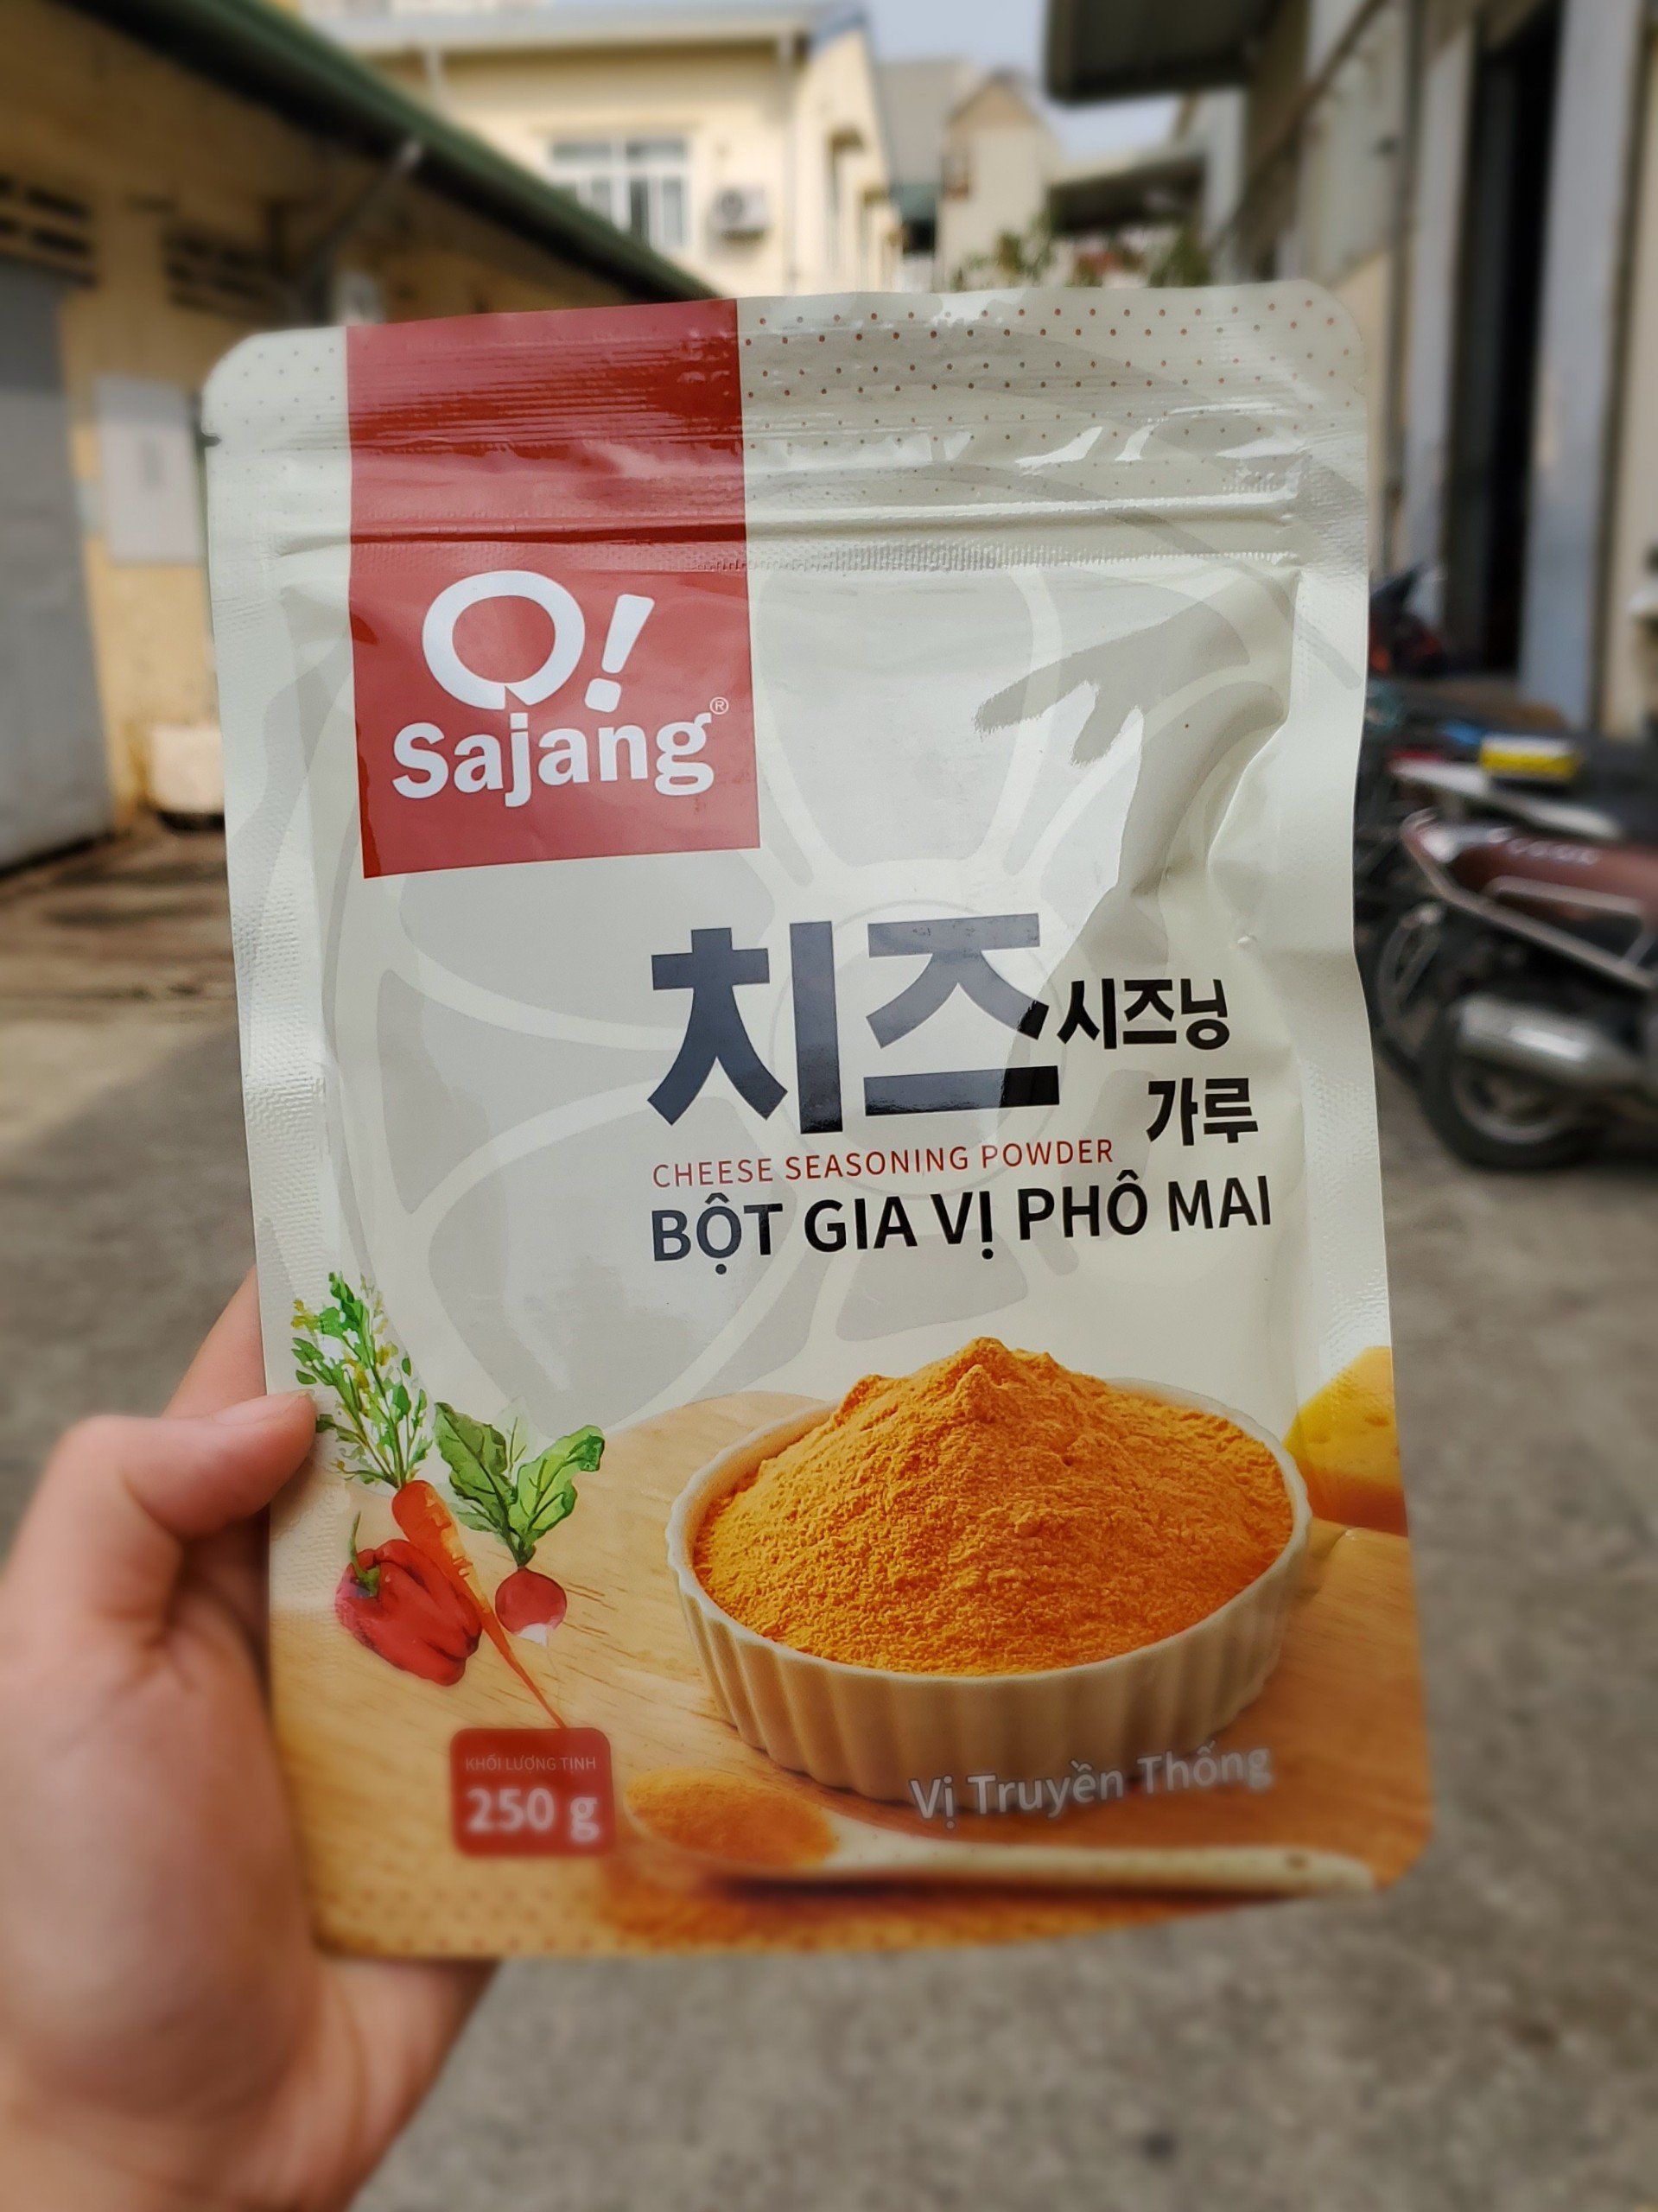 O!
Sajang®
치즈 시즈닝
가루
CHEESE SEASONING POWDER
BỘT GIA VỊ PHÔ MAI
KHỐI LƯỢNG TỊNH
250 g
Vị Truyền Thống